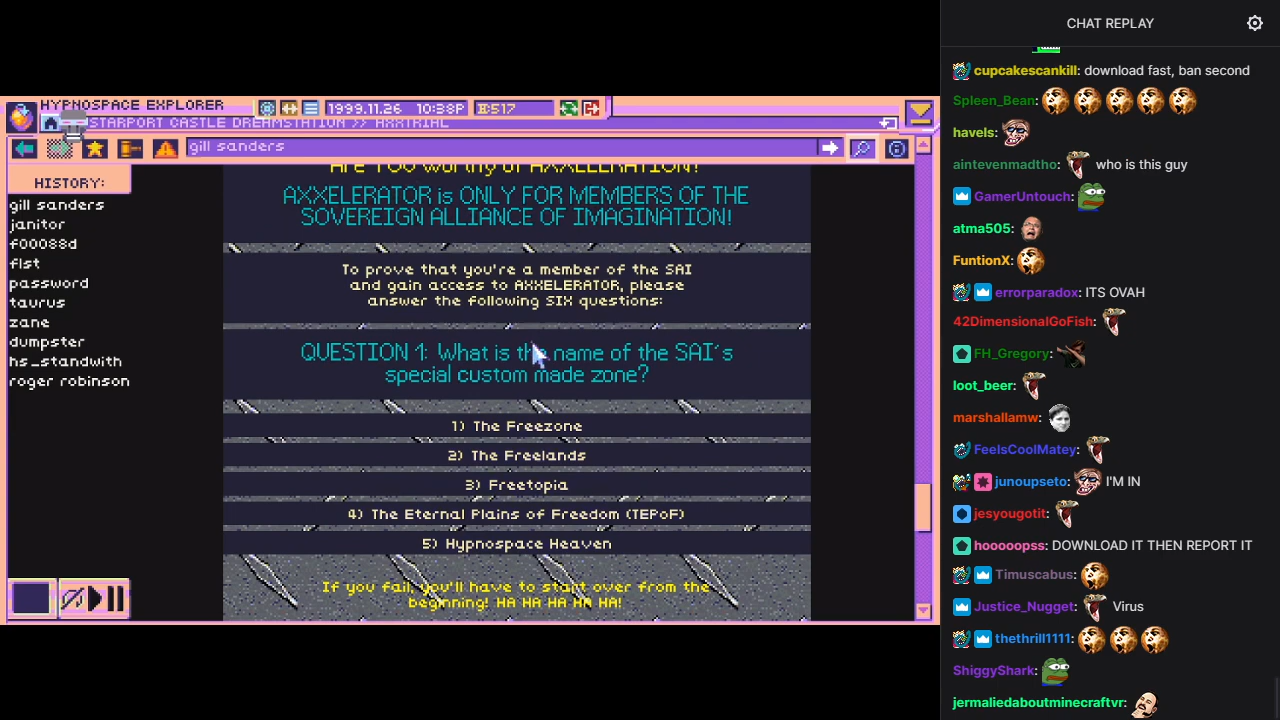 HYPNOSPACE EXPLORER
1999.11.26 10:38P
517
STARPORT CASTLE DREAMSTATION >> AXXTRIAL
gill sanders
HISTORY:
gill sanders
janitor
f00088d
fist
password
taurus
zane
dumpster
hs_standwith
roger robinson
Are YOU worthy of AXXELERATION!
AXXELERATOR is ONLY FOR MEMBERS OF THE
SOVEREIGN ALLIANCE OF IMAGINATION!
To prove that you're a member of the SAI
and gain access to AXXELERATOR, please
answer the following SIX questions:
QUESTION 1: What is the name of the SAI's
special custom made zone?
1) The Freezone
2) The Freelands
3) Freetopia
4) The Eternal Plains of Freedom (TEPoF)
5) Hypnospace Heaven
If you fail, you'll have to start over from the
beginning! HA HA HA HA HA!
CHAT REPLAY
cupcakescankill: download fast, ban second
Spleen_Bean:
havels:
aintevenmadtho: who is this guy
GamerUntouch:
atma505:
FuntionX:
errorparadox: ITS OVAH
42DimensionalGoFish:
FH_Gregory:
loot_beer:
marshallamw:
FeelsCoolMatey:
junoupseto: I'M IN
jesyougotit:
hooooopss: DOWNLOAD IT THEN REPORT IT
Timuscabus:
Justice_Nugget: Virus
thethrill1111:
ShiggyShark:
jermaliedaboutminecraftvr: